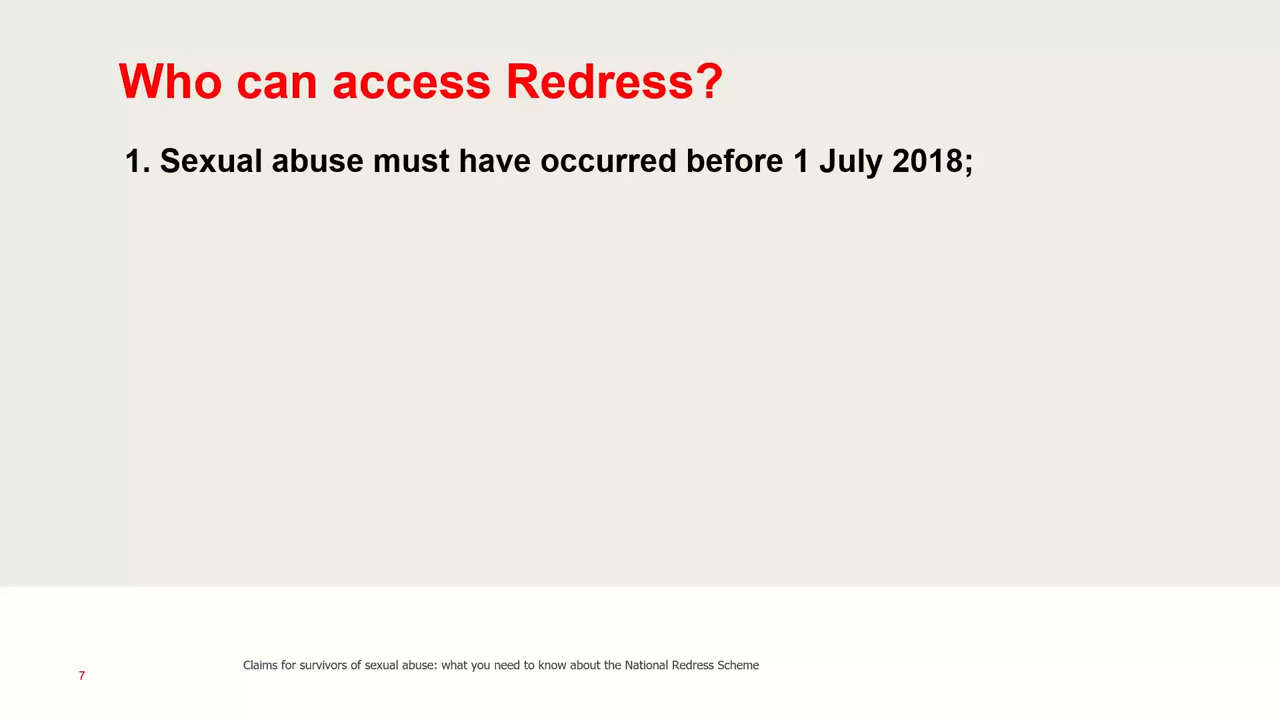 Who can access Redress?
1. Sexual abuse must have occurred before 1 July 2018;
Claims for survivors of sexual abuse: what you need to know about the National Redress Scheme
7